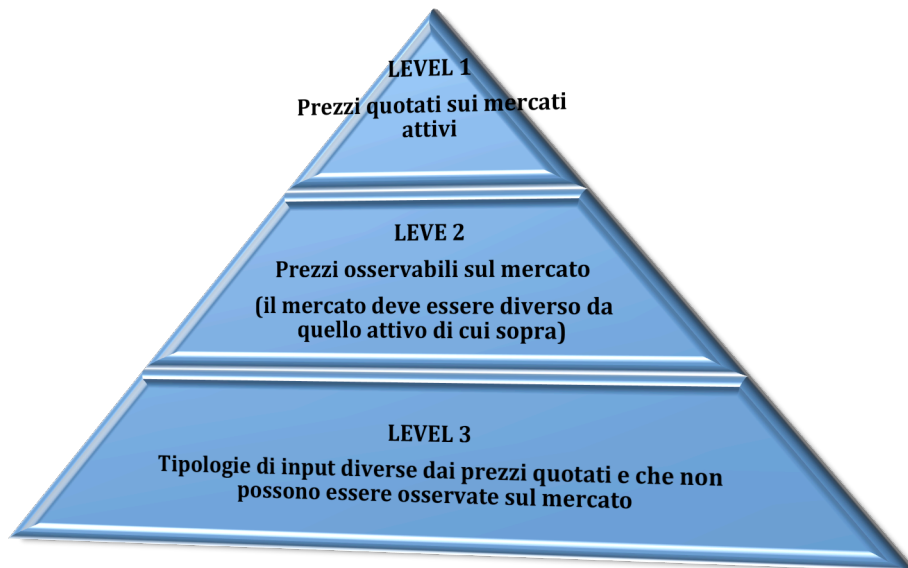 LEVEL 1
Prezzi quotati sui mercati
attivi
LEVE 2
Prezzi osservabili sul mercato
(il mercato deve essere diverso da
quello attivo di cui sopra)
LEVEL 3
Tipologie di input diverse dai prezzi quotati e che non
possono essere osservate sul mercato